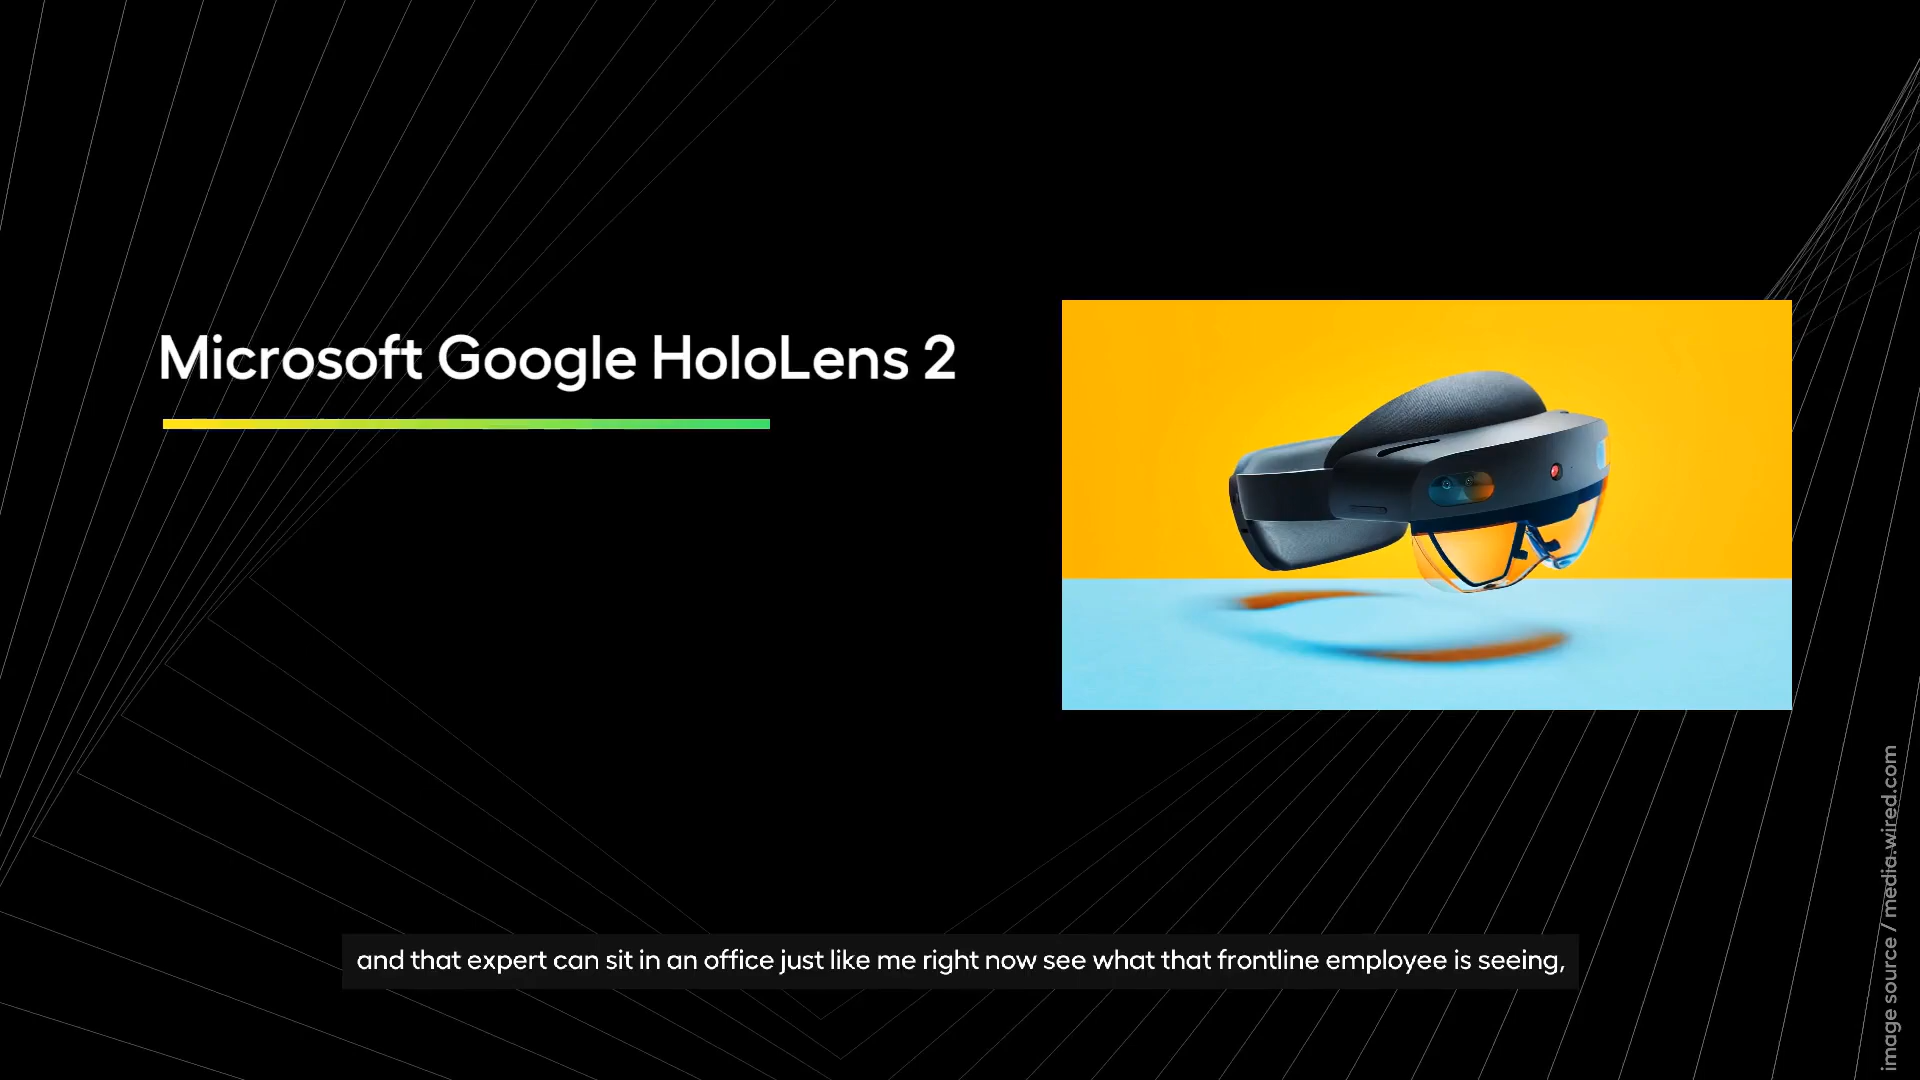 Microsoft Google HoloLens 2
and that expert can sit in an office just like me right now see what that frontline employee is seeing,
image source / media.wired.com